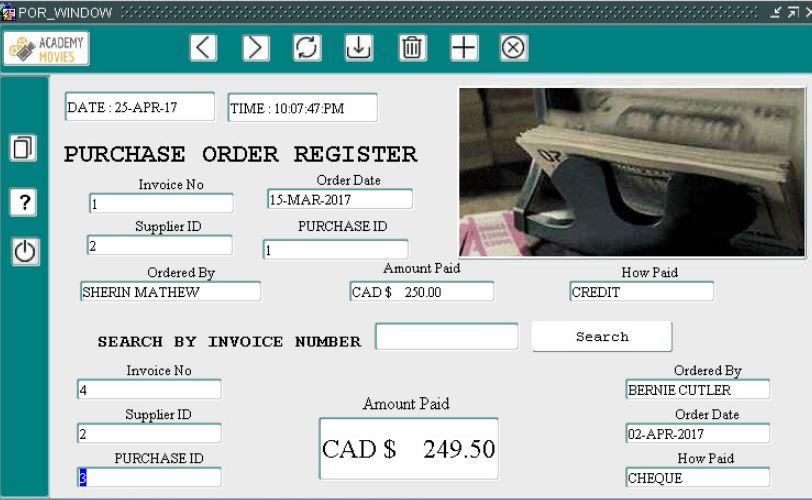 POR_WINDOW
ACADEMY
MOVIES
?
DATE : 25-APR-17
TIME : 10:07:47:PM
PURCHASE ORDER REGISTER
Invoice No
1
Order Date
15-MAR-2017
Supplier ID
2
PURCHASE ID
1
Ordered By
SHERIN MATHEW
Amount Paid
CAD $ 250.00
How Paid
CREDIT
SEARCH BY INVOICE NUMBER
Search
Invoice No
4
Supplier ID
2
PURCHASE ID
3
Amount Paid
CAD $ 249.50
Ordered By
BERNIE CUTLER
Order Date
02-APR-2017
How Paid
CHEQUE